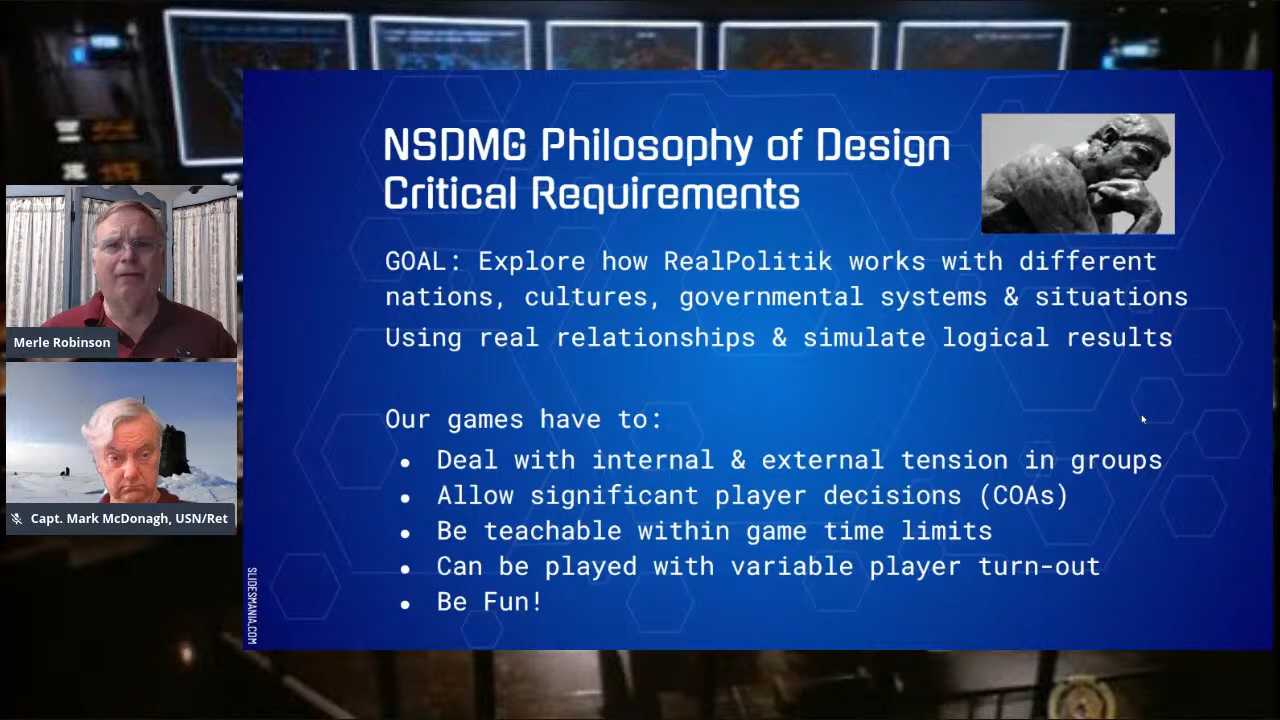 NSDMG Philosophy of Design
Critical Requirements
GOAL: Explore how RealPolitik works with different
nations, cultures, governmental systems & situations
Using real relationships & simulate logical results
Our games have to:
• Deal with internal & external tension in groups
• Allow significant player decisions (COAs)
• Be teachable within game time limits
• Can be played with variable player turn-out
• Be Fun!
SLIDESMANIA.COM
Merle Robinson
Capt. Mark McDonagh, USN/Ret